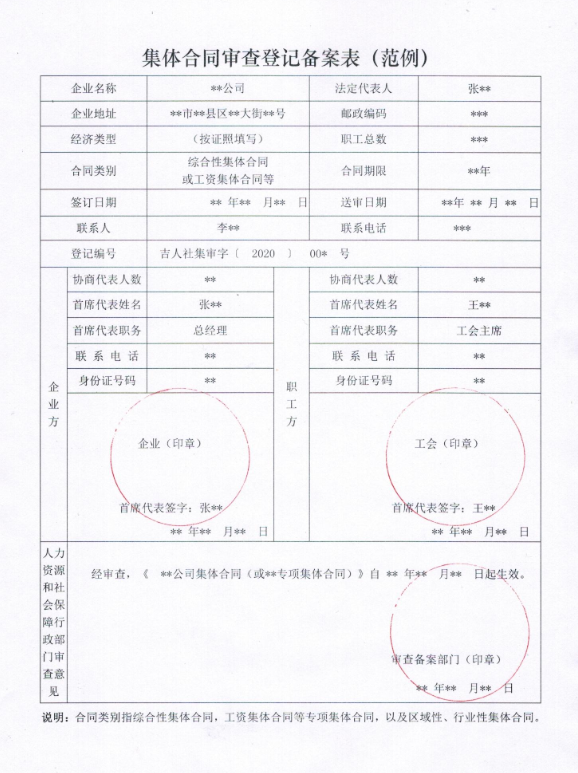 集体合同审查登记备案表（范例）
企业名称 **公司 法定代表人 张**
企业地址 **市**县区**大街**号 邮政编码 ***
经济类型 （按证照填写） 职工总数 ***
合同类别 综合性集体合同 合同期限 **年
或工资集体合同等
签订日期 ** 年** 月** 日 送审日期 **年 ** 月 ** 日
联系人 李** 联系电话 ***
登记编号 吉人社集审字〔 2020 〕 00* 号
企业方 职工方
协商代表人数 ** 协商代表人数 **
首席代表姓名 张** 首席代表姓名 王**
首席代表职务 总经理 首席代表职务 工会主席
联 系 电 话 ** 联 系 电 话 **
身份证号码 ** 身份证号码 **
企业（印章） 工会（印章）
首席代表签字：张** 首席代表签字：王**
** 年** 月** 日 ** 年** 月** 日
人力
资源
和社
会保
障行
政部
门审
查意
见
经审查，《 **公司集体合同（或**专项集体合同）》自 ** 年** 月** 日起生效。
审查备案部门（印章）
** 年** 月** 日
说明：合同类别指综合性集体合同，工资集体合同等专项集体合同，以及区域性、行业性集体合同。